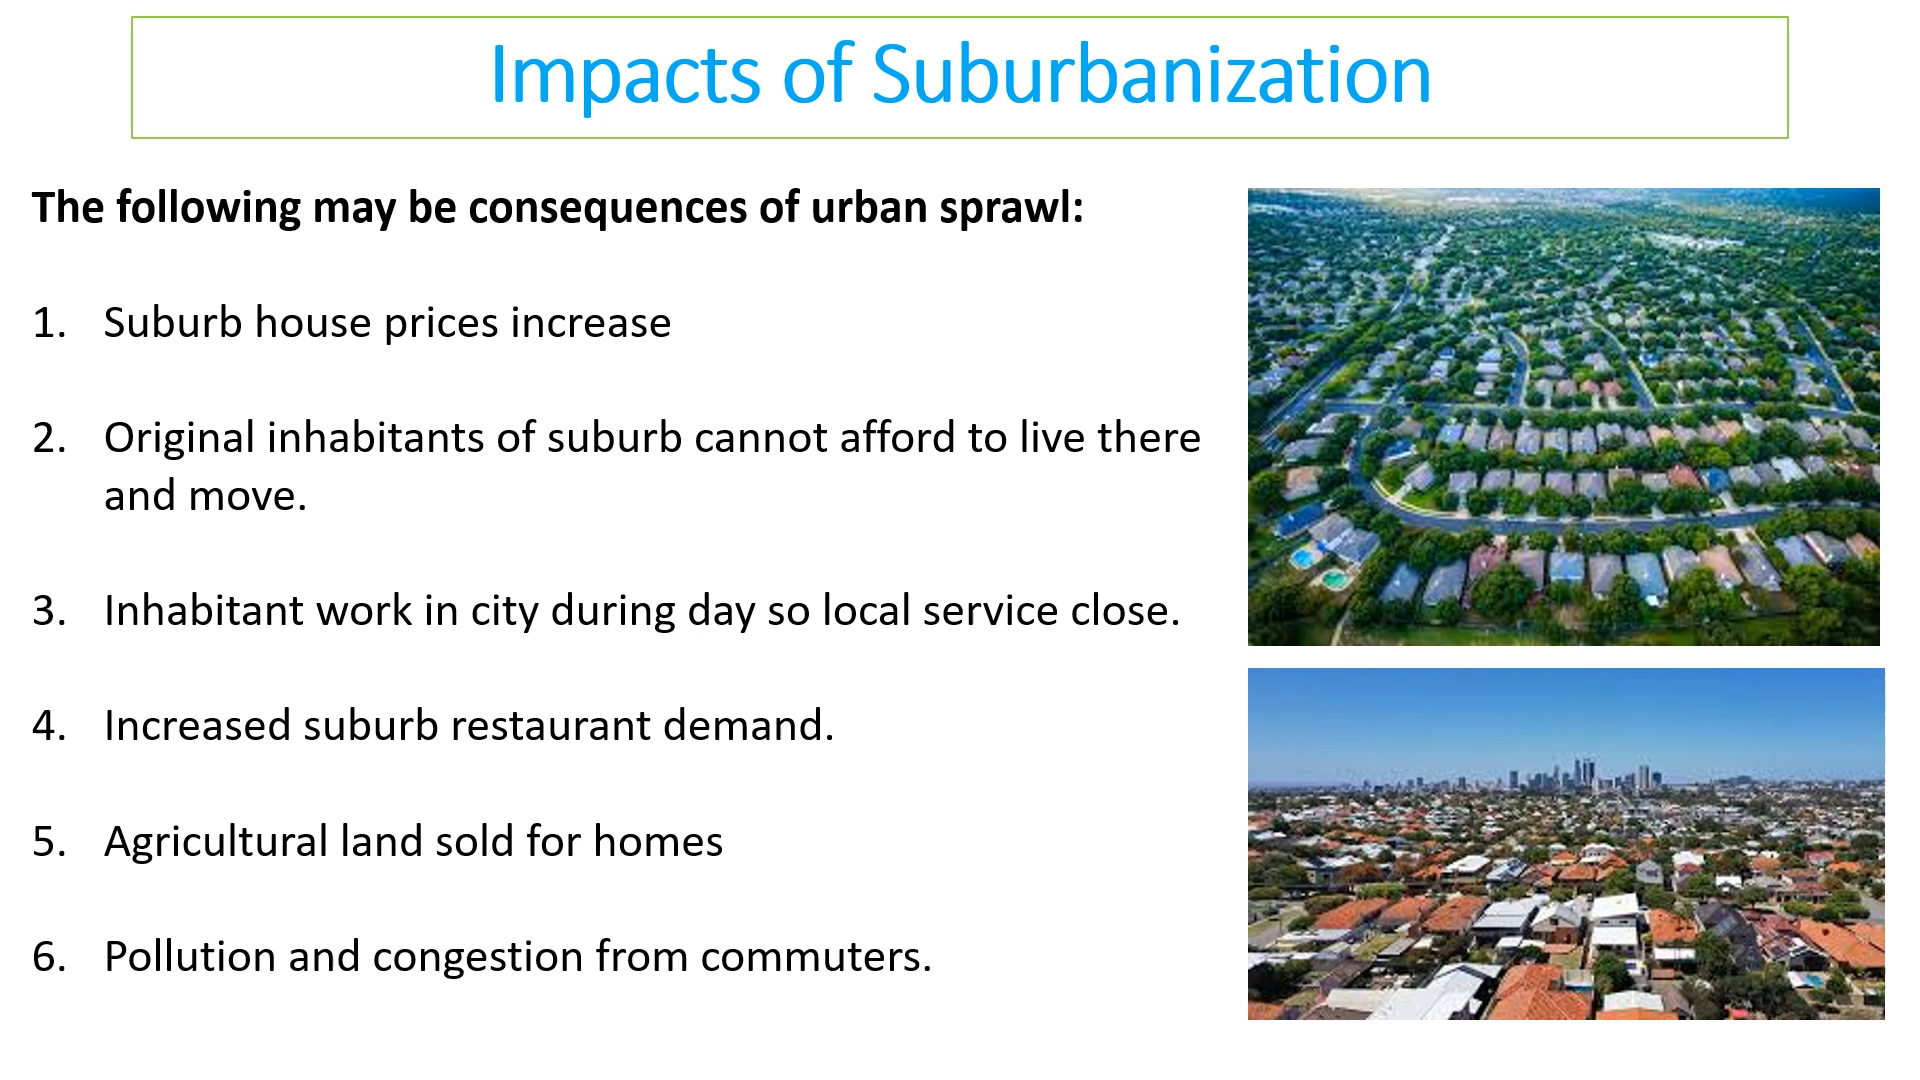 Impacts of Suburbanization
The following may be consequences of urban sprawl:
1. Suburb house prices increase
2. Original inhabitants of suburb cannot afford to live there
and move.
3. Inhabitant work in city during day so local service close.
4. Increased suburb restaurant demand.
5. Agricultural land sold for homes
6. Pollution and congestion from commuters.